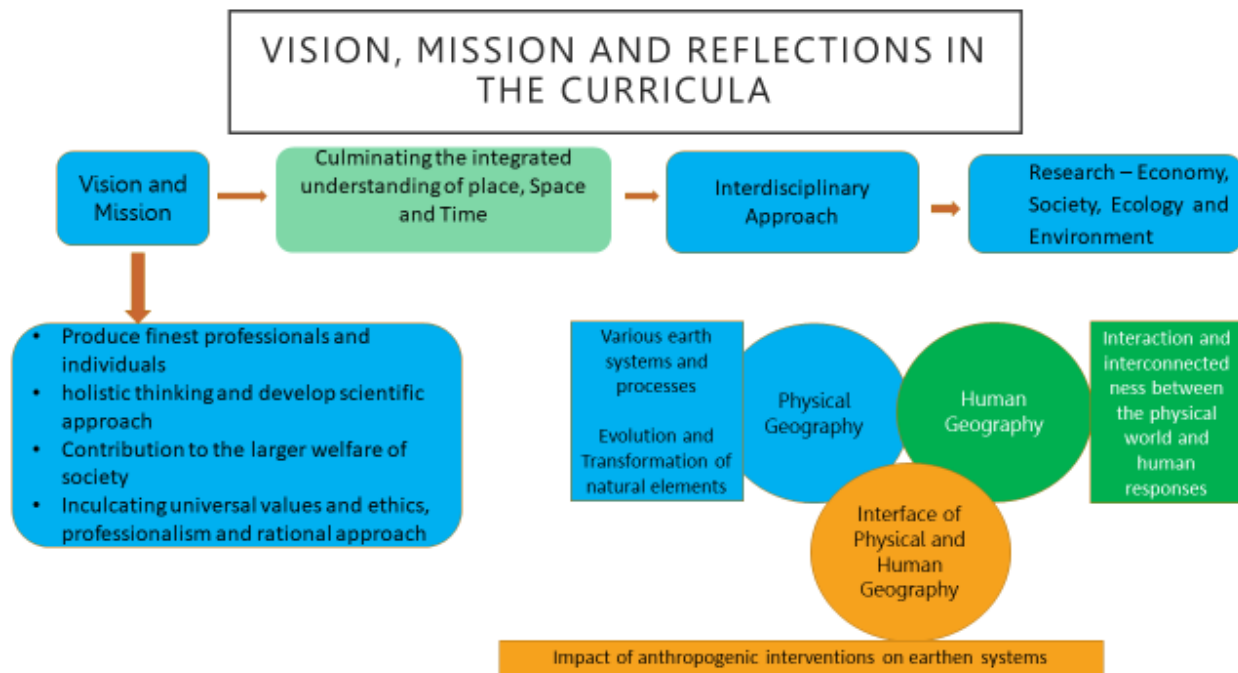 VISION, MISSION AND REFLECTIONS IN
THE CURRICULA
Vision and
Mission
Culminating the integrated
understanding of place, Space
and Time
Interdisciplinary
Approach
Research – Economy,
Society, Ecology and
Environment
• Produce finest professionals and
individuals
• holistic thinking and develop scientific
approach
• Contribution to the larger welfare of
society
• Inculcating universal values and ethics,
professionalism and rational approach
Various earth
systems and
processes
Evolution and
Transformation of
natural elements
Physical
Geography
Human
Geography
Interaction and
interconnected
ness between
the physical
world and
human
responses
Interface of
Physical and
Human
Geography
Impact of anthropogenic interventions on earthen systems